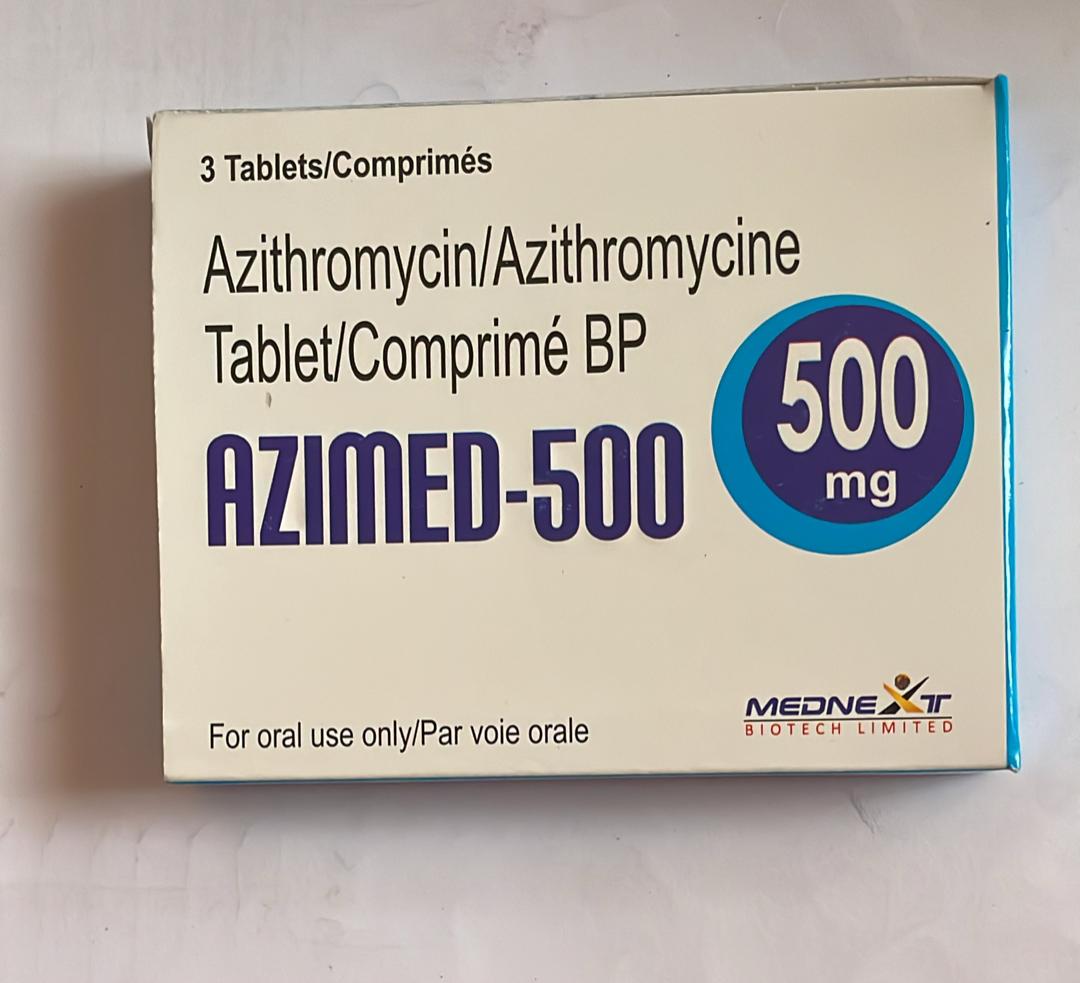 3 Tablets/Comprimés
Azithromycin/Azithromycine
Tablet/Comprimé BP
AZIMED-500
500
mg
For oral use only/Par voie orale
MEDNEXT
BIOTECH LIMITED